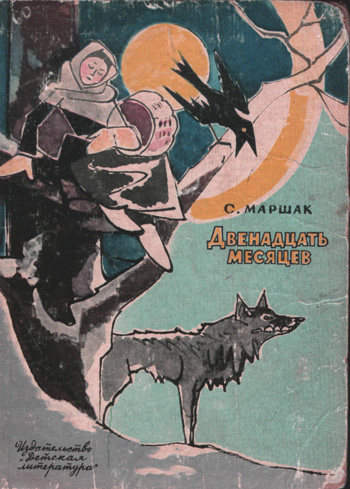 С. МАРШАК
ДВЕНАДЦАТЬ
МЕСЯЦЕВ
Издательство
"Детская
литература"